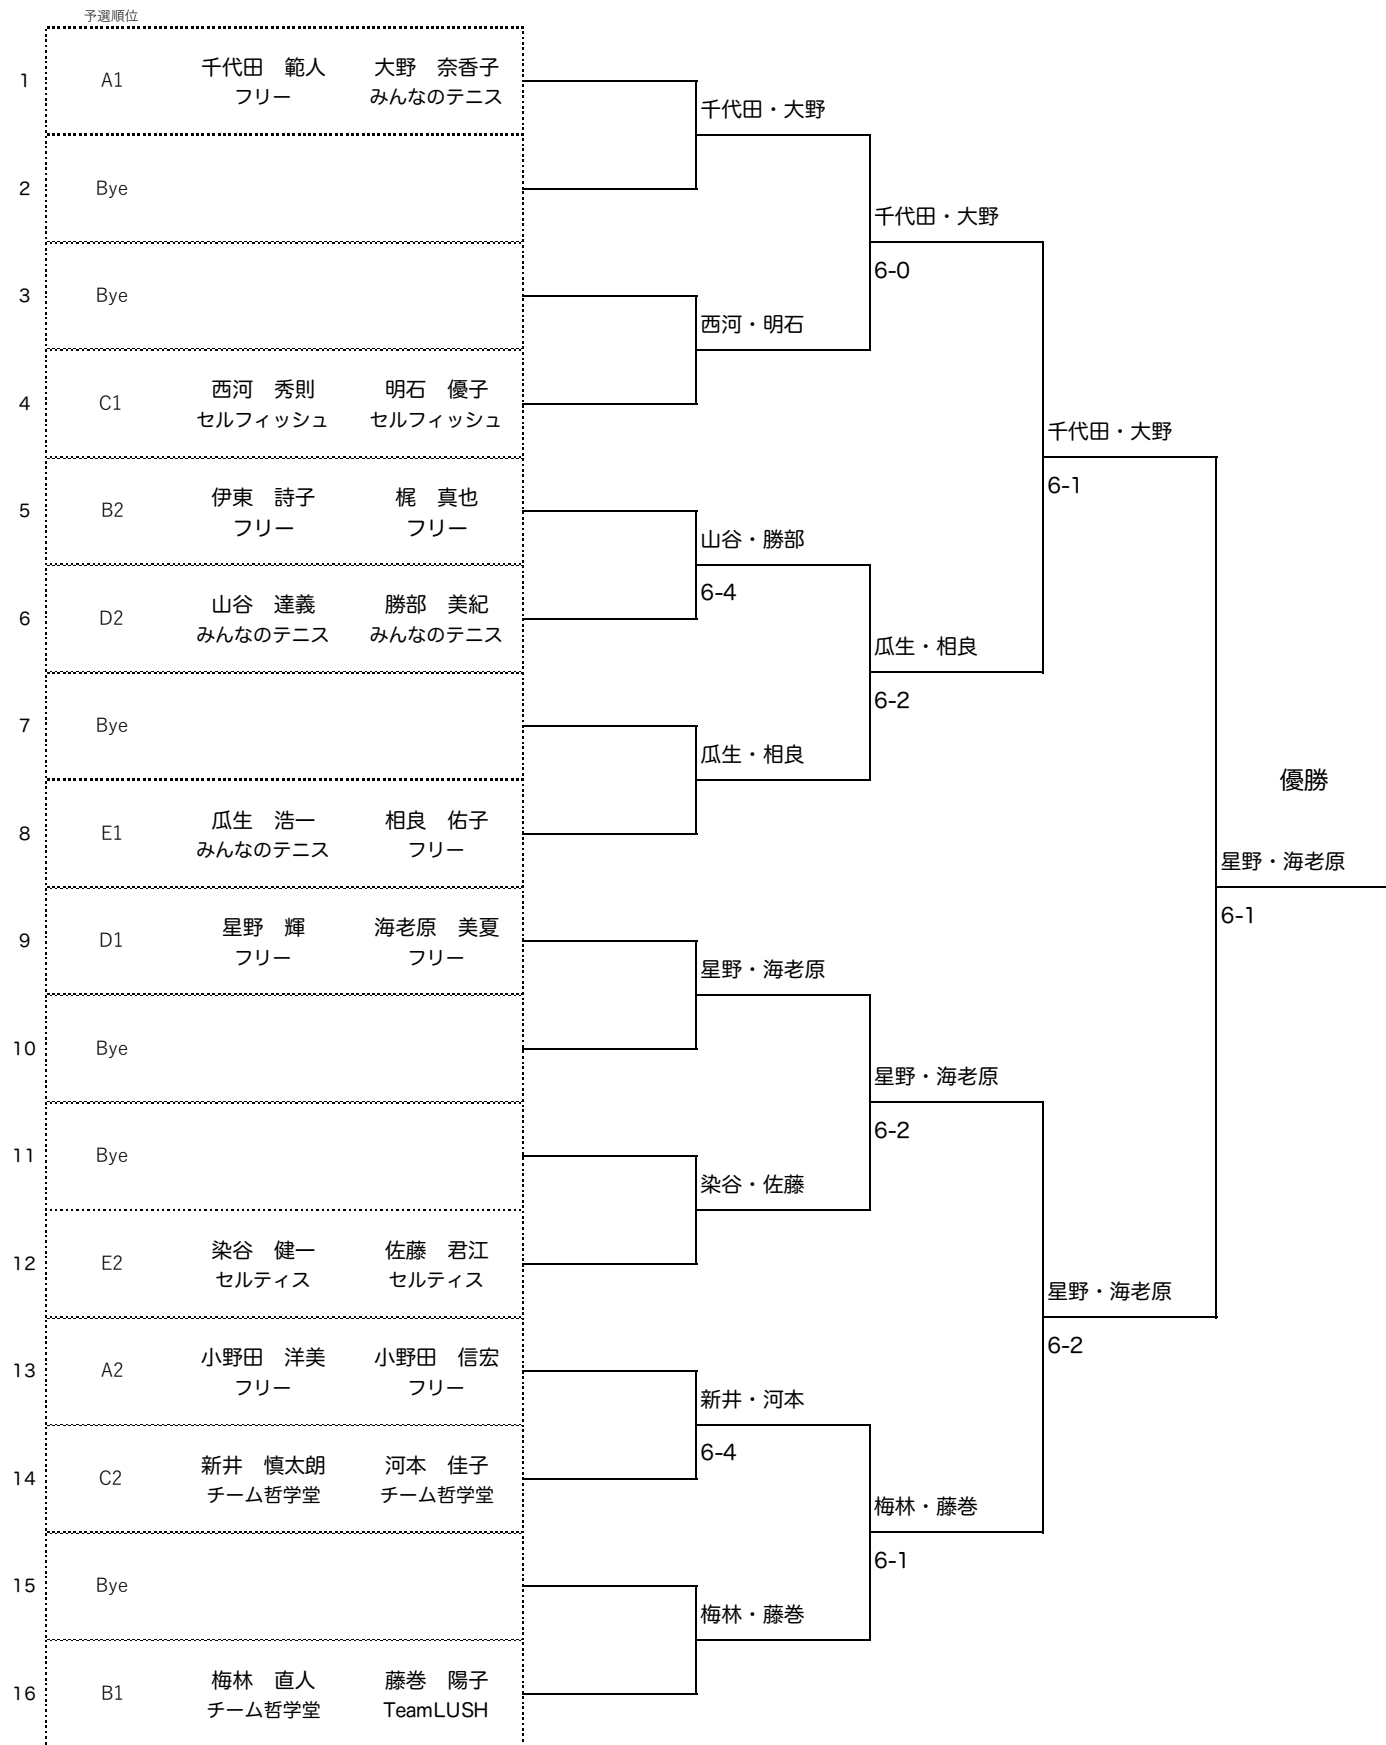 予選順位
1 A1 千代田　範人 大野　奈香子
フリー みんなのテニス
千代田・大野
2 Bye
千代田・大野
6-0
3 Bye
西河・明石
4 C1 西河　秀則 明石　優子
セルフィッシュ セルフィッシュ
千代田・大野
6-1
5 B2 伊東　詩子 梶　真也
フリー フリー
山谷・勝部
6-4
6 D2 山谷　達義 勝部　美紀
みんなのテニス みんなのテニス
瓜生・相良
6-2
7 Bye
瓜生・相良
優勝
8 E1 瓜生　浩一 相良　佑子
みんなのテニス フリー
星野・海老原
6-1
9 D1 星野　輝 海老原　美夏
フリー フリー
星野・海老原
10 Bye
星野・海老原
6-2
11 Bye
染谷・佐藤
12 E2 染谷　健一 佐藤　君江
セルティス セルティス
星野・海老原
6-2
13 A2 小野田　洋美 小野田　信宏
フリー フリー
新井・河本
6-4
14 C2 新井　慎太朗 河本　佳子
チーム哲学堂 チーム哲学堂
梅林・藤巻
6-1
15 Bye
梅林・藤巻
16 B1 梅林　直人 藤巻　陽子
チーム哲学堂 TeamLUSH